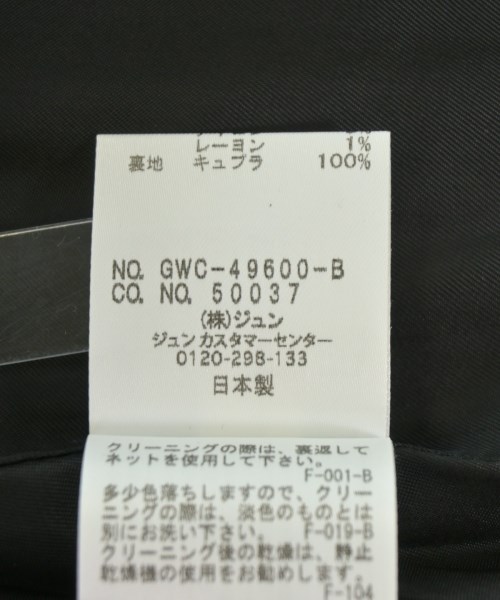 レーヨン 1%
裏地 キュプラ 100%
NO. GWC-49600-B
CO. NO. 50037
(株)ジュン
ジュンカスタマーセンター
0120-298-133
日本製
クリーニングの際は、裏返して
ネットを使用して下さい。
F-001-B
多少色落ちしますので、クリー
ニングの際は、淡色のものとは
別にお洗い下さい。 F-019-B
クリーニング後の乾燥は、静止
乾燥機の使用をお勧めします。
F-104